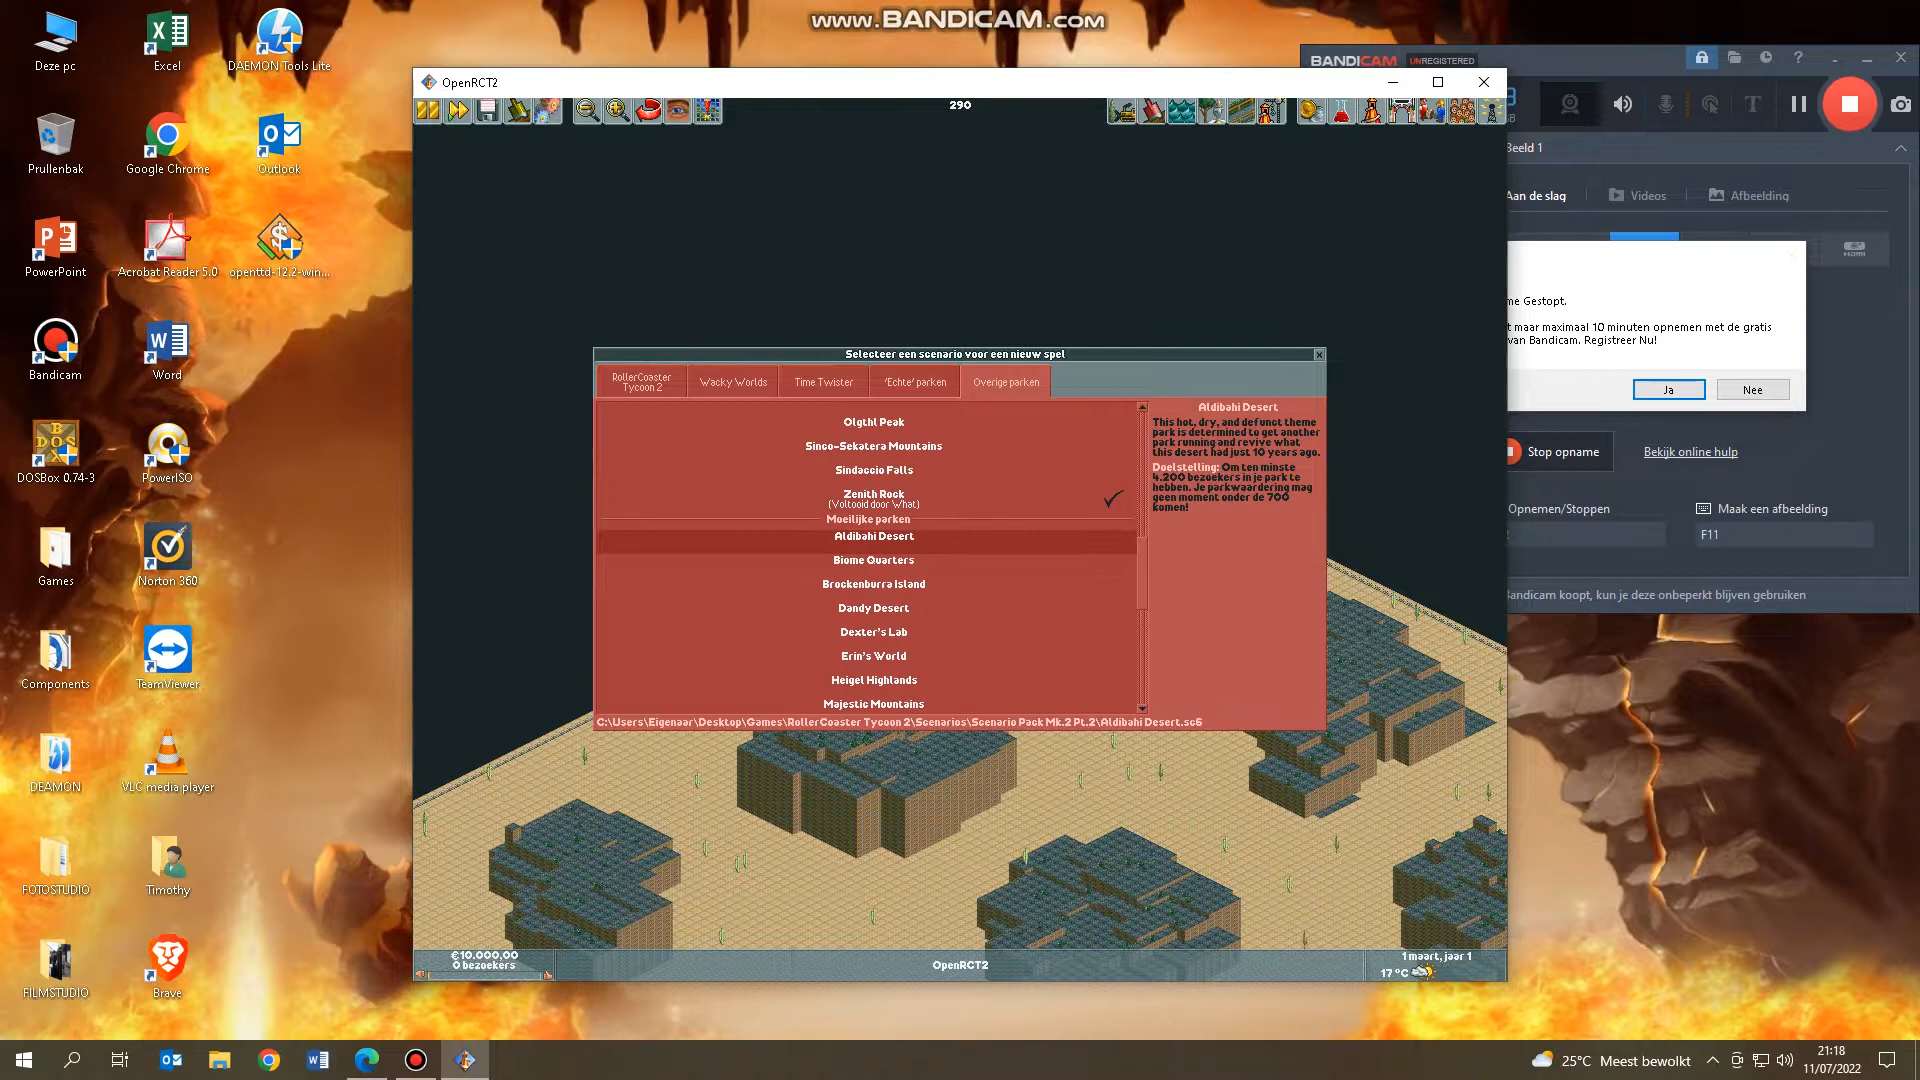 www.BANDICAM.com
Deze pc
Excel
DAEMON Tools Lite
Prullenbak
Google Chrome
Outlook
PowerPoint
Acrobat Reader 5.0
openttd-12.2-win...
Bandicam
Word
DOSBox 0.74-3
PowerISO
Games
Norton 360
Components
TeamViewer
DEAMON
VLC media player
FOTOSTUDIO
Timothy
FILMSTUDIO
Brave
OpenRCT2
290
Selecteer een scenario voor een nieuw spel
RollerCoaster
Tycoon 2
Wacky Worlds
Time Twister
'Echte' parken
Overige parken
Olgthl Peak
Sinco-Sekatera Mountains
Sindaccio Falls
Zenith Rock
(Voltooid door What)
Moeilijke parken
Aldibahi Desert
Biome Quarters
Brockenburra Island
Dandy Desert
Dexter's Lab
Erin's World
Heigel Highlands
Majestic Mountains
Aldibahi Desert
This hot, dry, and defunct theme
park is determined to get another
park running and revive what
this desert had just 10 years ago.
Doelstelling: Om ten minste
4.200 bezoekers in je park te
hebben. Je parkwaardering mag
geen moment onder de 700
komen!
C:\Users\Eigenaar\Desktop\Games\RollerCoaster Tycoon 2\Scenarios\Scenario Pack Mk.2 Pt.2\Aldibahi Desert.sc6
€10.000,00
0 bezoekers
OpenRCT2
1 maart, jaar 1
17°C
BANDICAM UNREGISTERED
Beeld 1
Aan de slag
Videos
Afbeelding
HDMI
me Gestopt.
t maar maximaal 10 minuten opnemen met de gratis
van Bandicam. Registreer Nu!
Ja
Nee
Stop opname
Bekijk online hulp
Opnemen/Stoppen
Maak een afbeelding
F11
andicam koopt, kun je deze onbeperkt blijven gebruiken
25°C Meest bewolkt
21:18
11/07/2022